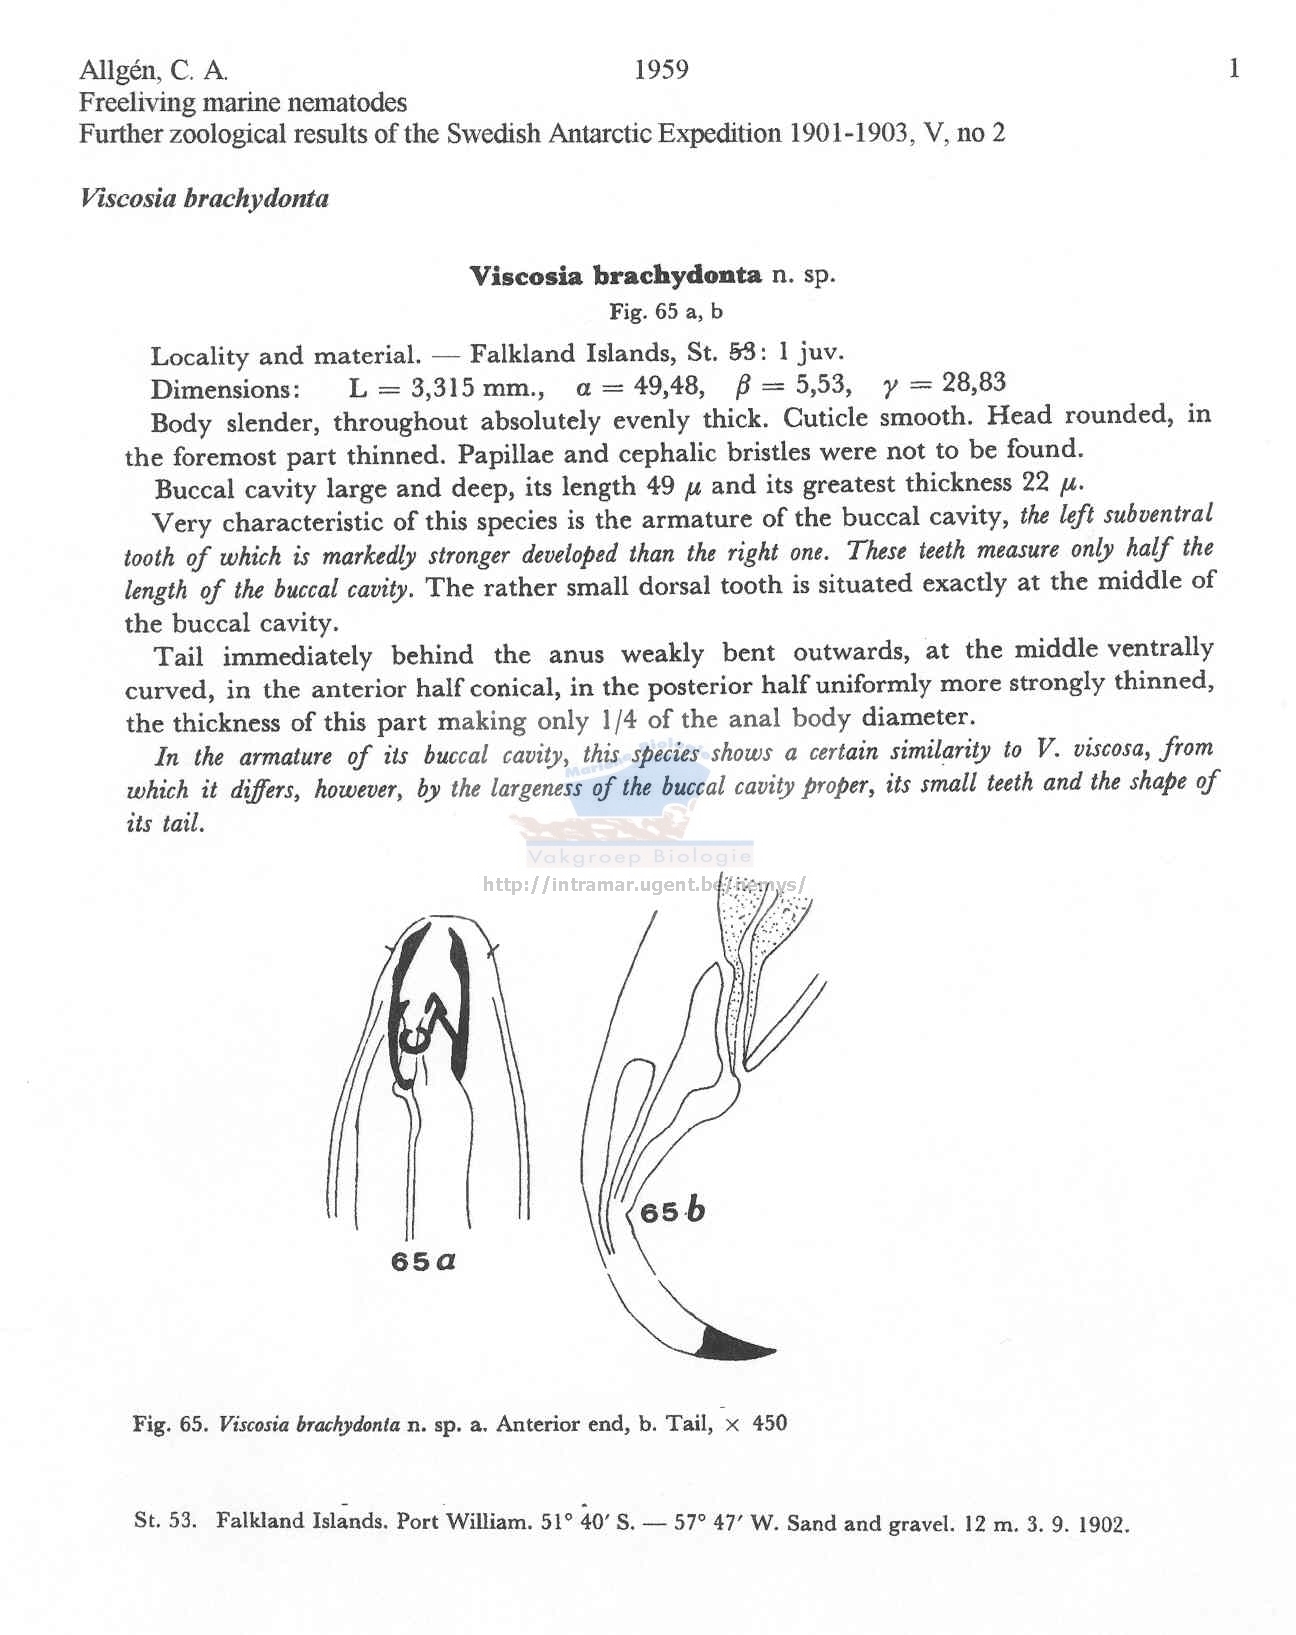 Allgén, C. A. 1959 1
Freeliving marine nematodes
Further zoological results of the Swedish Antarctic Expedition 1901-1903, V, no 2
Viscosia brachydonta
Viscosia brachydonta n. sp.
Fig. 65 a, b
Locality and material. — Falkland Islands, St. 53: 1 juv.
Dimensions: L = 3,315 mm., α = 49,48, β = 5,53, γ = 28,83
Body slender, throughout absolutely evenly thick. Cuticle smooth. Head rounded, in
the foremost part thinned. Papillae and cephalic bristles were not to be found.
Buccal cavity large and deep, its length 49 μ and its greatest thickness 22 μ.
Very characteristic of this species is the armature of the buccal cavity, the left subventral
tooth of which is markedly stronger developed than the right one. These teeth measure only half the
length of the buccal cavity. The rather small dorsal tooth is situated exactly at the middle of
the buccal cavity.
Tail immediately behind the anus weakly bent outwards, at the middle ventrally
curved, in the anterior half conical, in the posterior half uniformly more strongly thinned,
the thickness of this part making only 1/4 of the anal body diameter.
In the armature of its buccal cavity, this species shows a certain similarity to V. viscosa, from
which it differs, however, by the largeness of the buccal cavity proper, its small teeth and the shape of
its tail.
Mariene Biologie
Vakgroep Biologie
http://intramar.ugent.be/nemys/
65 b
65 a
Fig. 65. Viscosia brachydonta n. sp. a. Anterior end, b. Tail, × 450
St. 53. Falkland Islands. Port William. 51° 40′ S. — 57° 47′ W. Sand and gravel. 12 m. 3. 9. 1902.